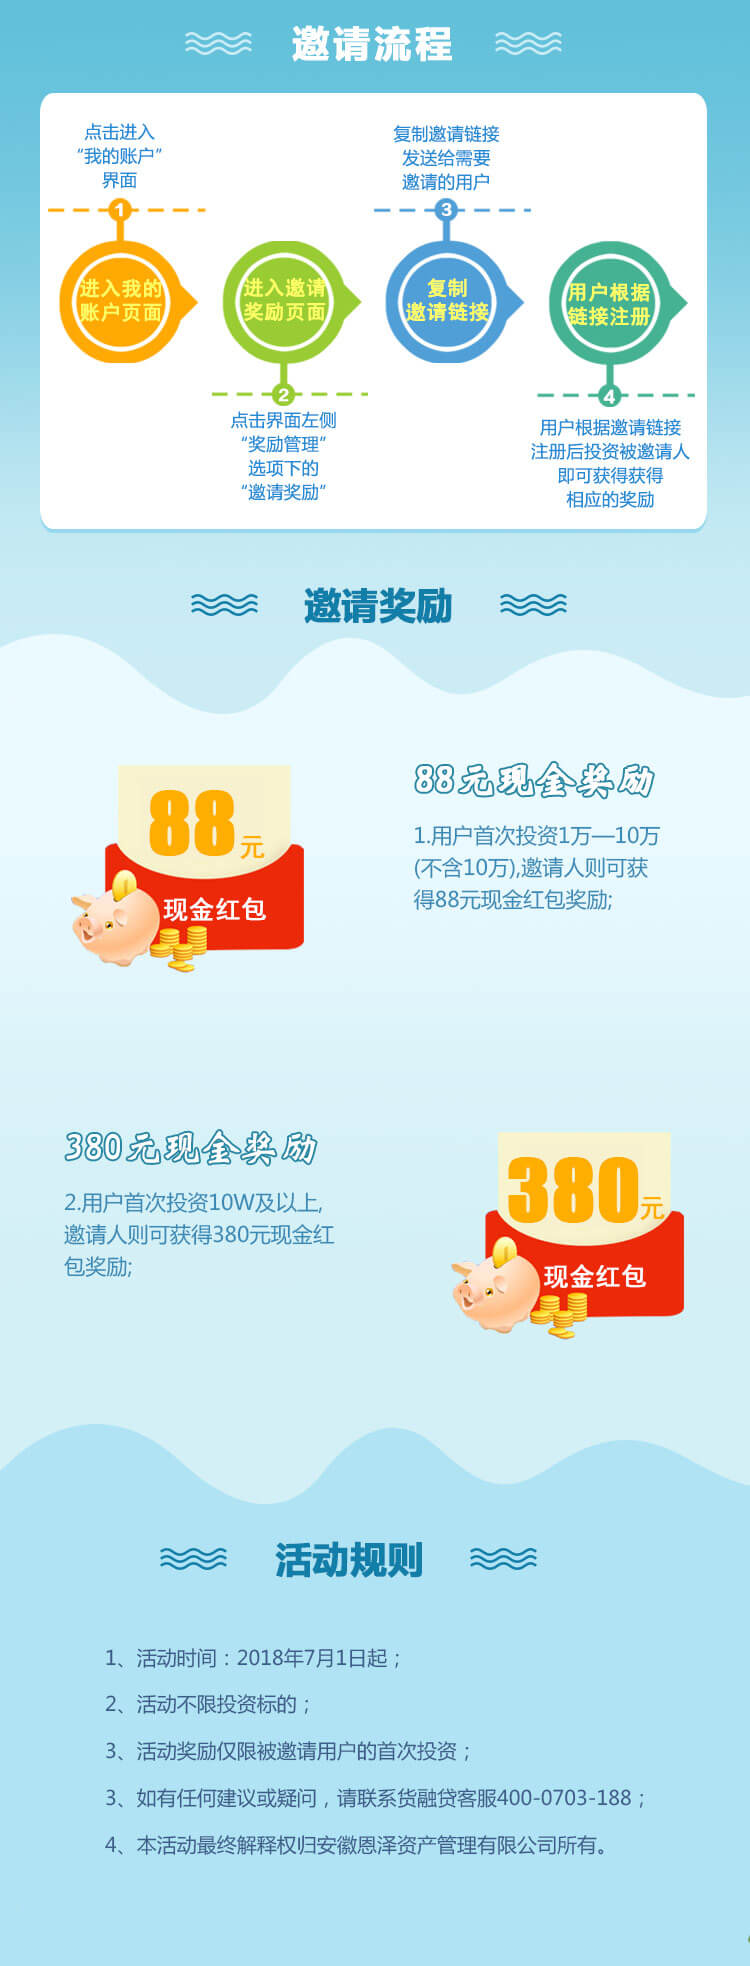 邀请流程
点击进入
“我的账户”
界面
1
进入我的
账户页面
进入邀请
奖励页面
2
点击界面左侧
“奖励管理”
选项下的
“邀请奖励”
复制邀请链接
发送给需要
邀请的用户
3
复制
邀请链接
用户根据
链接注册
4
用户根据邀请链接
注册后投资被邀请人
即可获得获得
相应的奖励
邀请奖励
88元
现金红包
88元现金奖励
1.用户首次投资1万—10万
(不含10万),邀请人则可获
得88元现金红包奖励;
380元现金奖励
2.用户首次投资10W及以上,
邀请人则可获得380元现金红
包奖励;
380元
现金红包
活动规则
1、活动时间：2018年7月1日起；
2、活动不限投资标的；
3、活动奖励仅限被邀请用户的首次投资；
3、如有任何建议或疑问，请联系货融贷客服400-0703-188；
4、本活动最终解释权归安徽恩泽资产管理有限公司所有。